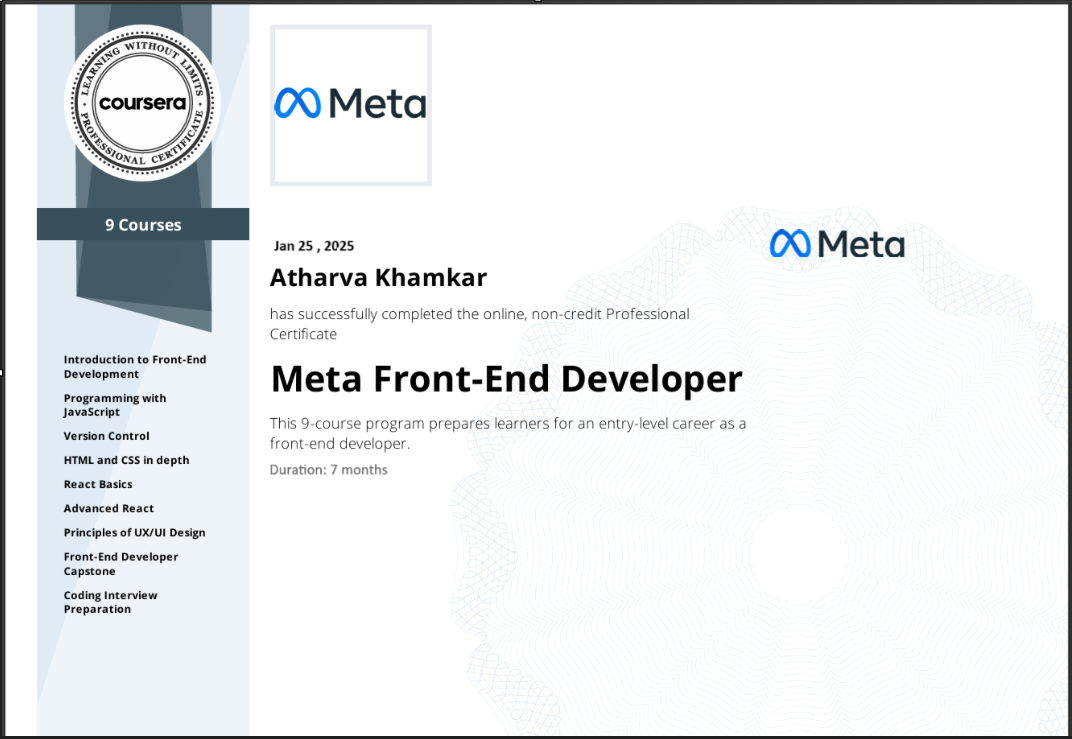 LEARNING WITHOUT LIMITS
coursera
PROFESSIONAL CERTIFICATE
Meta
9 Courses
Introduction to Front-End
Development
Programming with
JavaScript
Version Control
HTML and CSS in depth
React Basics
Advanced React
Principles of UX/UI Design
Front-End Developer
Capstone
Coding Interview
Preparation
Meta
Jan 25 , 2025
Atharva Khamkar
has successfully completed the online, non-credit Professional
Certificate
Meta Front-End Developer
This 9-course program prepares learners for an entry-level career as a
front-end developer.
Duration: 7 months